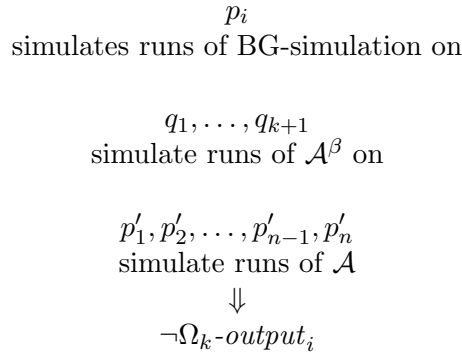 p_i
simulates runs of BG-simulation on
q_1, . . . , q_{k+1}
simulate runs of 𝒜^β on
p′_1, p′_2, . . . , p′_{n−1}, p′_n
simulate runs of 𝒜
⇓
¬Ω_k-output_i